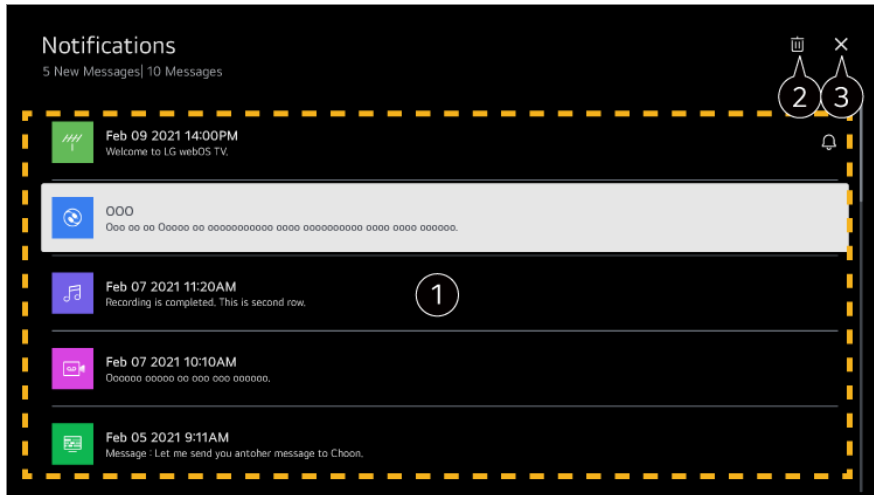 Notifications
5 New Messages| 10 Messages
2
3
Feb 09 2021 14:00PM
Welcome to LG webOS TV.
OOO
Ooo oo oo Ooooo oo ooooooooooo oooo oooooooooo oooo oooo oooooo.
Feb 07 2021 11:20AM
Recording is completed. This is second row.
1
Feb 07 2021 10:10AM
Oooooo ooooo oo ooo ooo oooooo.
Feb 05 2021 9:11AM
Message : Let me send you antoher message to Choon.